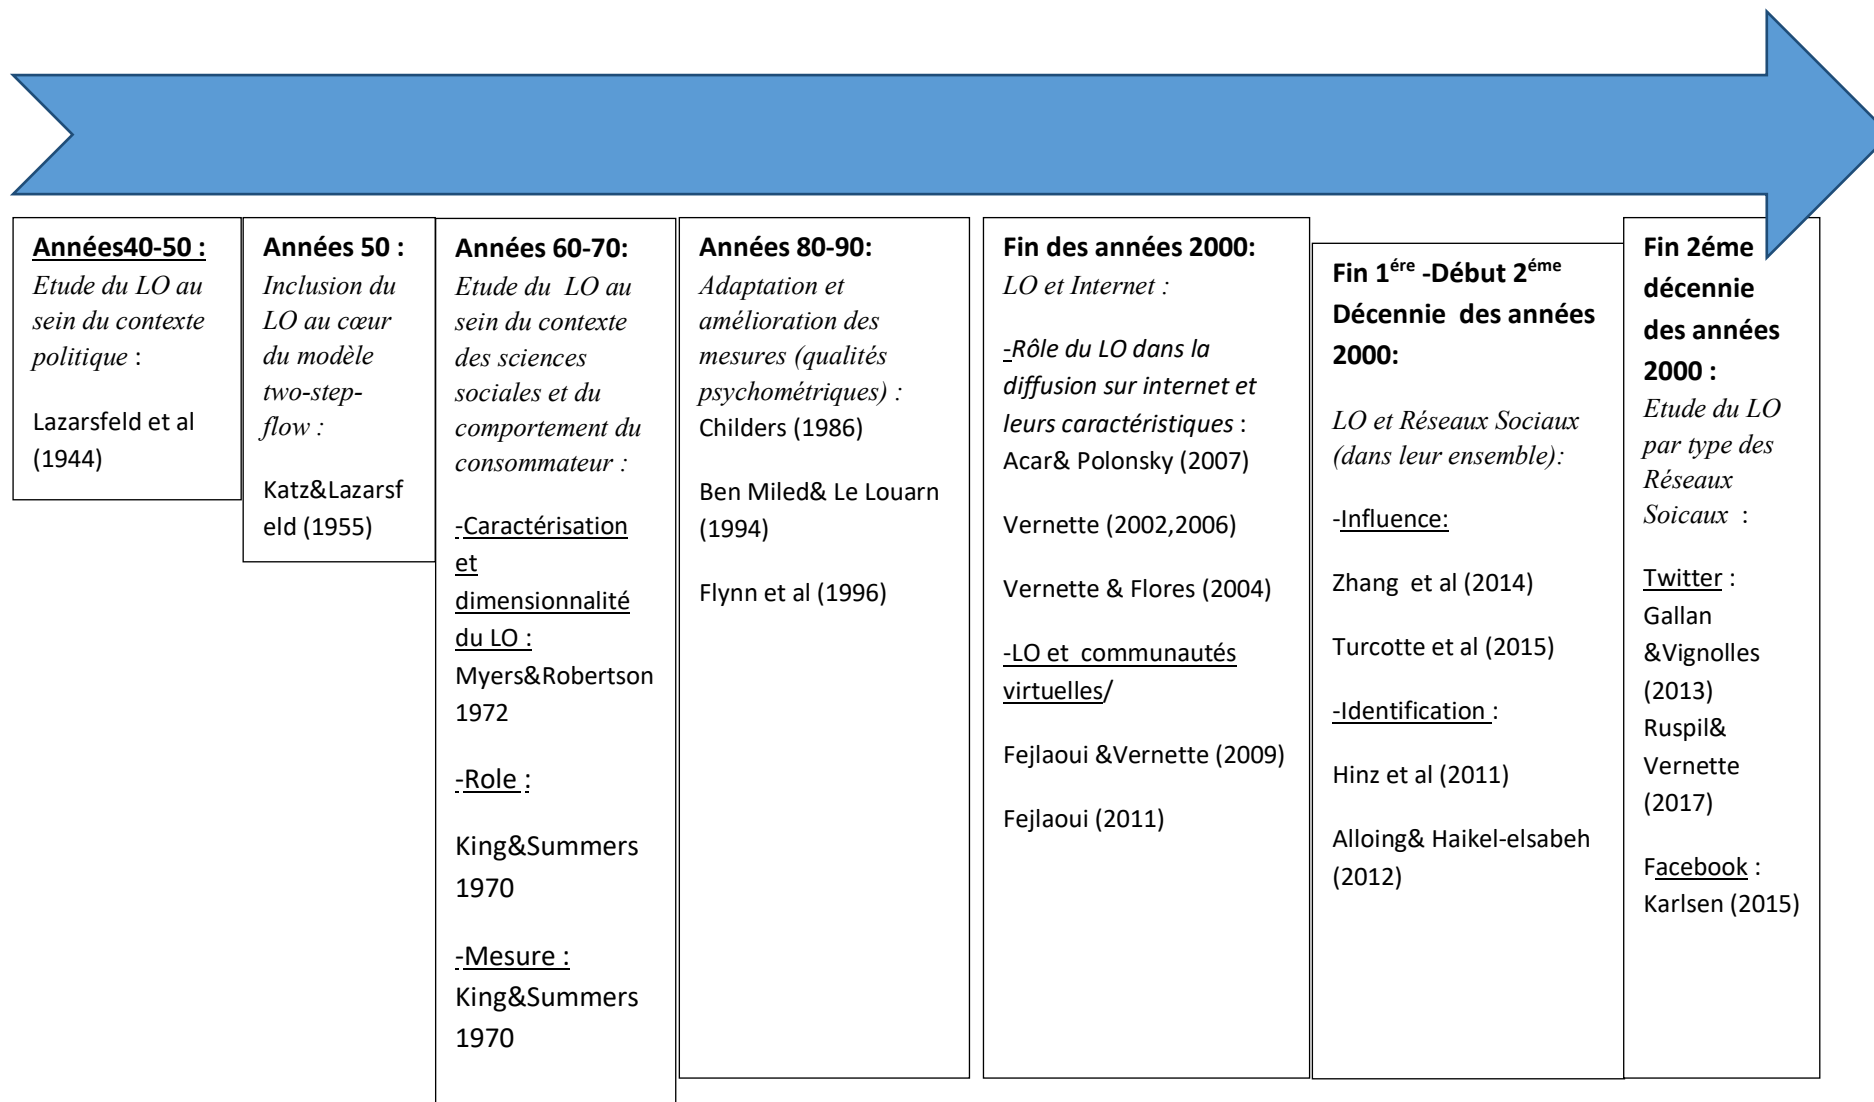 Années40-50 :
Etude du LO au
sein du contexte
politique :
Lazarsfeld et al
(1944)
Années 50 :
Inclusion du
LO au cœur
du modèle
two-step-
flow :
Katz&Lazarsf
eld (1955)
Années 60-70:
Etude du LO au
sein du contexte
des sciences
sociales et du
comportement du
consommateur :
-Caractérisation
et
dimensionnalité
du LO :
Myers&Robertson
1972
-Role :
King&Summers
1970
-Mesure :
King&Summers
1970
Années 80-90:
Adaptation et
amélioration des
mesures (qualités
psychométriques) :
Childers (1986)
Ben Miled& Le Louarn
(1994)
Flynn et al (1996)
Fin des années 2000:
LO et Internet :
-Rôle du LO dans la
diffusion sur internet et
leurs caractéristiques :
Acar& Polonsky (2007)
Vernette (2002,2006)
Vernette & Flores (2004)
-LO et communautés
virtuelles/
Fejlaoui &Vernette (2009)
Fejlaoui (2011)
Fin 1ére -Début 2éme
Décennie des années
2000:
LO et Réseaux Sociaux
(dans leur ensemble):
-Influence:
Zhang et al (2014)
Turcotte et al (2015)
-Identification :
Hinz et al (2011)
Alloing& Haikel-elsabeh
(2012)
Fin 2éme
décennie
des années
2000 :
Etude du LO
par type des
Réseaux
Soicaux :
Twitter :
Gallan
&Vignolles
(2013)
Ruspil&
Vernette
(2017)
Facebook :
Karlsen (2015)